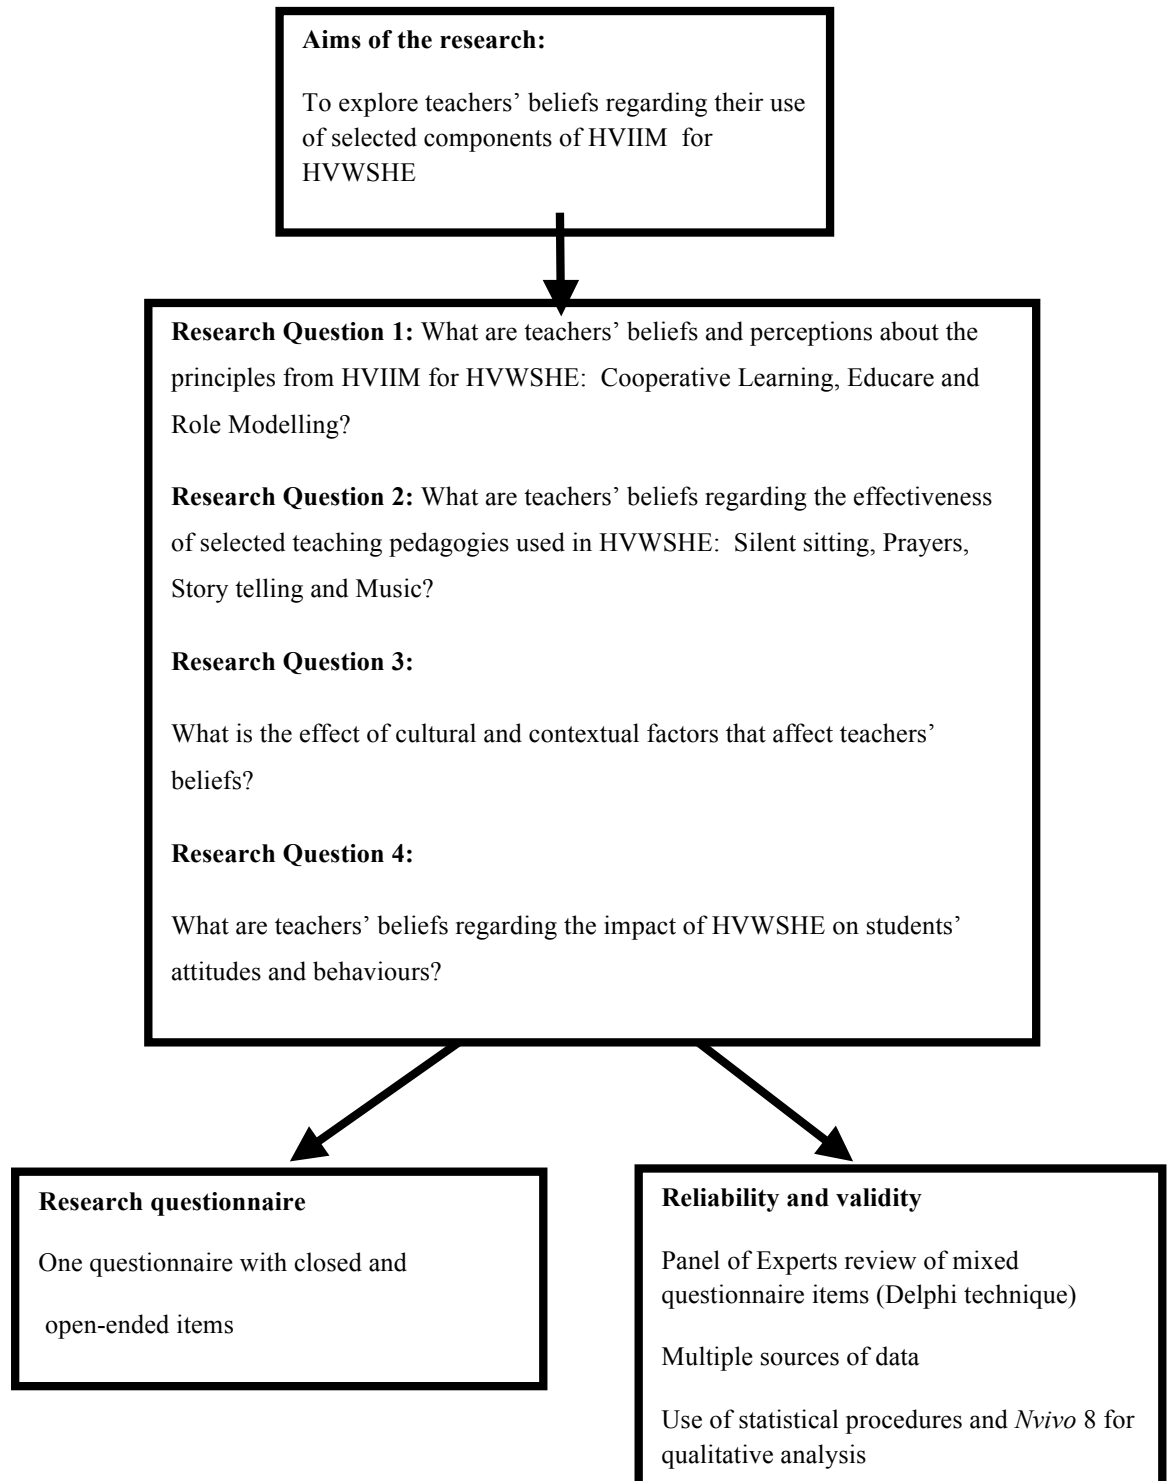 Aims of the research:
To explore teachers’ beliefs regarding their use
of selected components of HVIIM for
HVWSHE
Research Question 1: What are teachers’ beliefs and perceptions about the
principles from HVIIM for HVWSHE: Cooperative Learning, Educare and
Role Modelling?
Research Question 2: What are teachers’ beliefs regarding the effectiveness
of selected teaching pedagogies used in HVWSHE: Silent sitting, Prayers,
Story telling and Music?
Research Question 3:
What is the effect of cultural and contextual factors that affect teachers’
beliefs?
Research Question 4:
What are teachers’ beliefs regarding the impact of HVWSHE on students’
attitudes and behaviours?
Research questionnaire
One questionnaire with closed and
open-ended items
Reliability and validity
Panel of Experts review of mixed
questionnaire items (Delphi technique)
Multiple sources of data
Use of statistical procedures and Nvivo 8 for
qualitative analysis